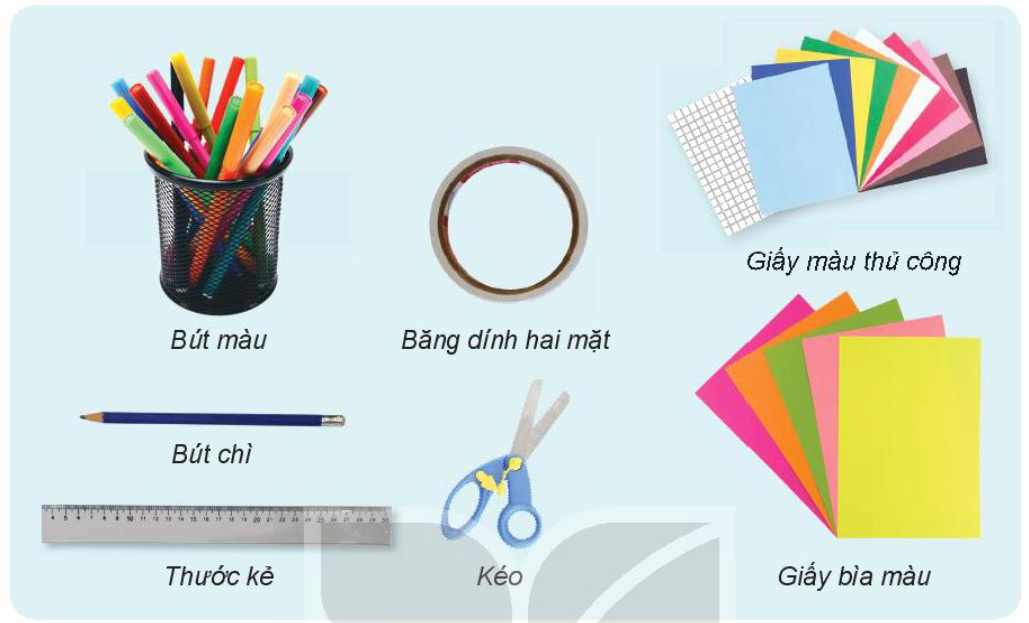 Bút màu
Băng dính hai mặt
Giấy màu thủ công
Bút chì
Thước kẻ
Kéo
Giấy bìa màu